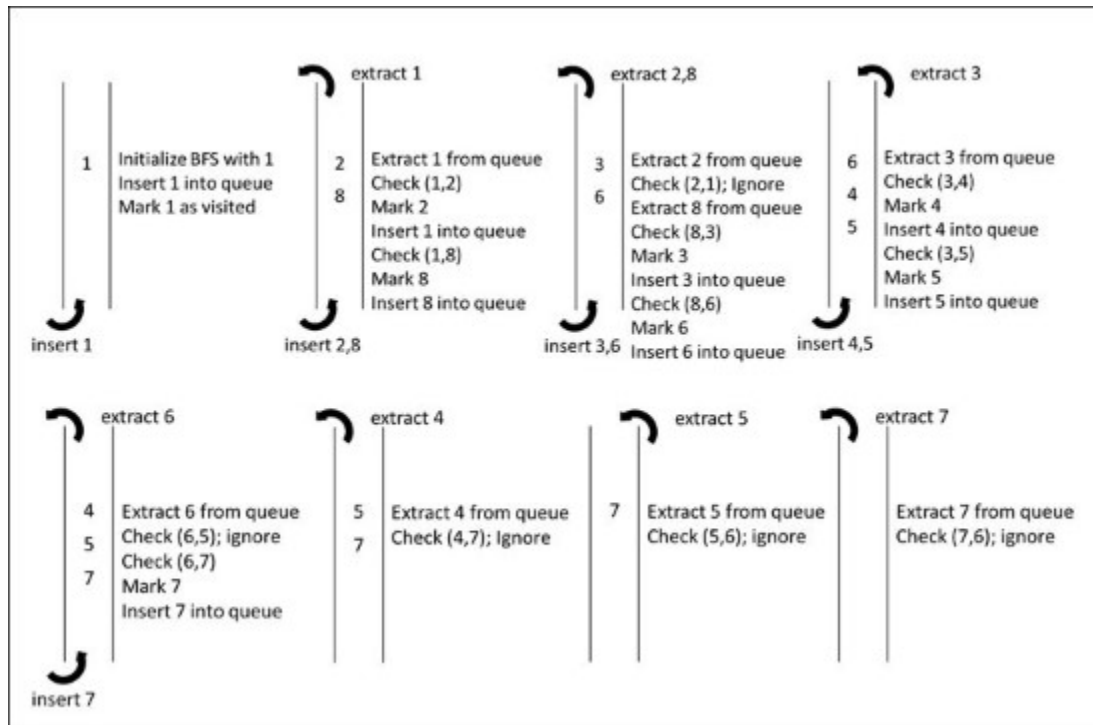 extract 1
extract 2,8
extract 3
1
Initialize BFS with 1
Insert 1 into queue
Mark 1 as visited
2
8
Extract 1 from queue
Check (1,2)
Mark 2
Insert 1 into queue
Check (1,8)
Mark 8
Insert 8 into queue
3
6
Extract 2 from queue
Check (2,1); Ignore
Extract 8 from queue
Check (8,3)
Mark 3
Insert 3 into queue
Check (8,6)
Mark 6
Insert 6 into queue
6
4
5
Extract 3 from queue
Check (3,4)
Mark 4
Insert 4 into queue
Check (3,5)
Mark 5
Insert 5 into queue
insert 1
insert 2,8
insert 3,6
insert 4,5
extract 6
extract 4
extract 5
extract 7
4
5
7
Extract 6 from queue
Check (6,5); ignore
Check (6,7)
Mark 7
Insert 7 into queue
5
7
Extract 4 from queue
Check (4,7); Ignore
7
Extract 5 from queue
Check (5,6); ignore
Extract 7 from queue
Check (7,6); ignore
insert 7